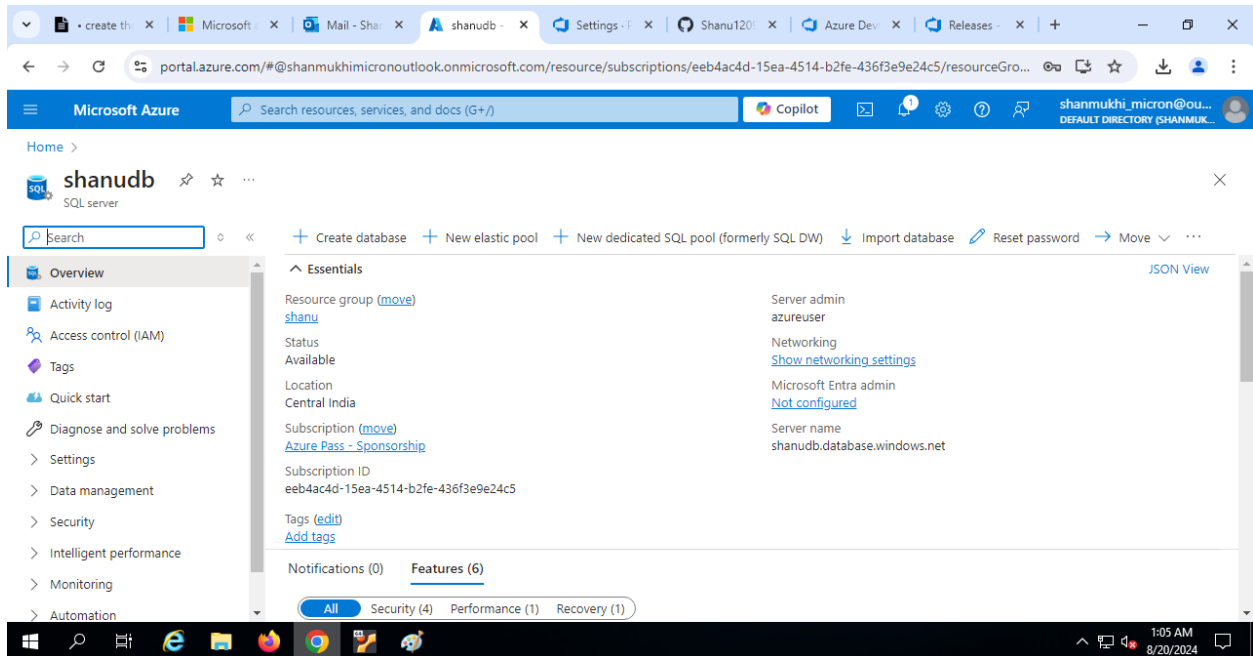 • create th
Microsoft
Mail - Shar
shanudb -
Settings - P
Shanu120
Azure Dev
Releases -
portal.azure.com/#@shanmukhimicronoutlook.onmicrosoft.com/resource/subscriptions/eeb4ac4d-15ea-4514-b2fe-436f3e9e24c5/resourceGro...
Microsoft Azure
Search resources, services, and docs (G+/)
Copilot
1
shanmukhi_micron@ou...
DEFAULT DIRECTORY (SHANMUK...
Home >
SQL
shanudb
SQL server
Search
Create database
New elastic pool
New dedicated SQL pool (formerly SQL DW)
Import database
Reset password
Move
Overview
Activity log
Access control (IAM)
Tags
Quick start
Diagnose and solve problems
Settings
Data management
Security
Intelligent performance
Monitoring
Automation
Essentials
JSON View
Resource group (move)
shanu
Status
Available
Location
Central India
Subscription (move)
Azure Pass - Sponsorship
Subscription ID
eeb4ac4d-15ea-4514-b2fe-436f3e9e24c5
Tags (edit)
Add tags
Server admin
azureuser
Networking
Show networking settings
Microsoft Entra admin
Not configured
Server name
shanudb.database.windows.net
Notifications (0)
Features (6)
All
Security (4)
Performance (1)
Recovery (1)
1:05 AM
8/20/2024